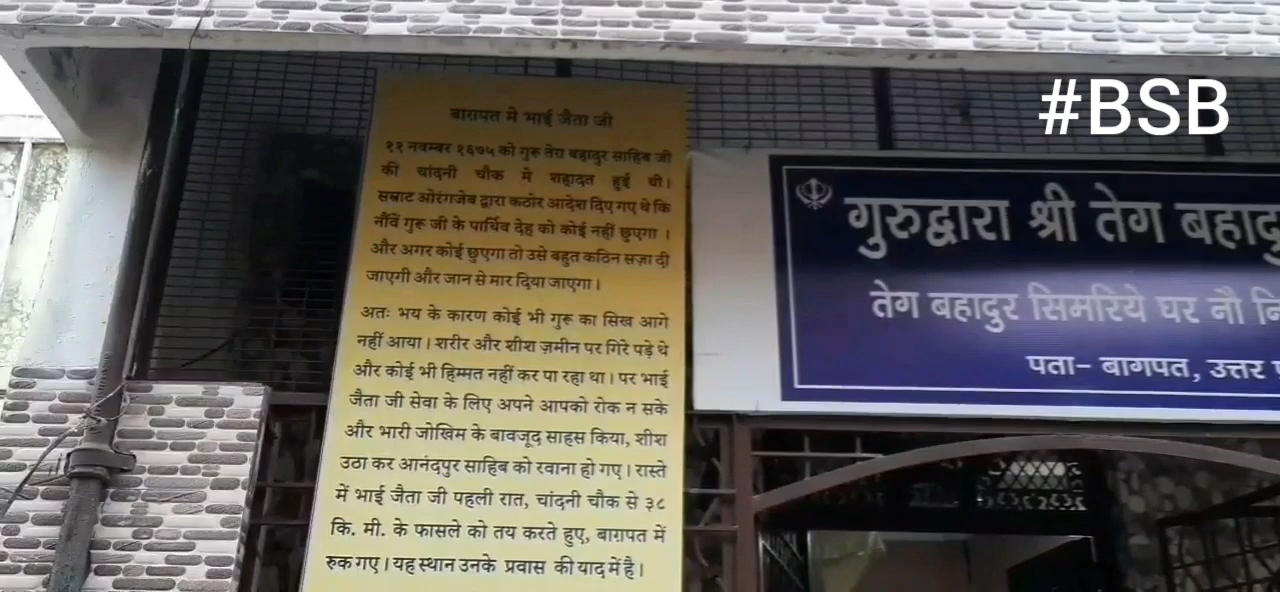 #BSB
बागपत मे भाई जैता जी
११ नवम्बर १६७५ को गुरू तेग बहादुर साहिब जी
की चांदनी चौक मे शहादत हुई थी।
सम्राट ओरंगजेब द्वारा कठोर आदेश दिए गए थे कि
नौंवें गुरू जी के पार्थिव देह को कोई नहीं छुएगा ।
और अगर कोई छुएगा तो उसे बहुत कठिन सज़ा दी
जाएगी और जान से मार दिया जाएगा।
अतः भय के कारण कोई भी गुरू का सिख आगे
नहीं आया। शरीर और शीश ज़मीन पर गिरे पड़े थे
और कोई भी हिम्मत नहीं कर पा रहा था। पर भाई
जैता जी सेवा के लिए अपने आपको रोक न सके
और भारी जोखिम के बावजूद साहस किया, शीश
उठा कर आनंदपुर साहिब को रवाना हो गए। रास्ते
में भाई जैता जी पहली रात, चांदनी चौक से ३८
कि. मी. के फासले को तय करते हुए, बागपत में
रुक गए। यह स्थान उनके प्रवास की याद में है।
गुरुद्वारा श्री तेग
तेग बहादुर सिमरिये घर नौ
पता- बागपत, उत्तर